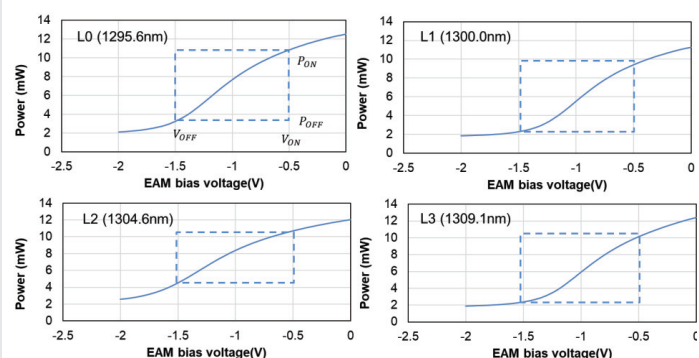 L0 (1295.6nm)
Power (mW)
14
12
10
8
6
4
2
0
P_ON
P_OFF
V_OFF
V_ON
-2.5 -2 -1.5 -1 -0.5 0
EAM bias voltage(V)
L1 (1300.0nm)
Power (mW)
14
12
10
8
6
4
2
0
-2.5 -2 -1.5 -1 -0.5 0
EAM bias voltage(V)
L2 (1304.6nm)
Power (mW)
14
12
10
8
6
4
2
0
-2.5 -2 -1.5 -1 -0.5 0
EAM bias voltage(V)
L3 (1309.1nm)
Power (mW)
14
12
10
8
6
4
2
0
-2.5 -2 -1.5 -1 -0.5 0
EAM bias voltage(V)